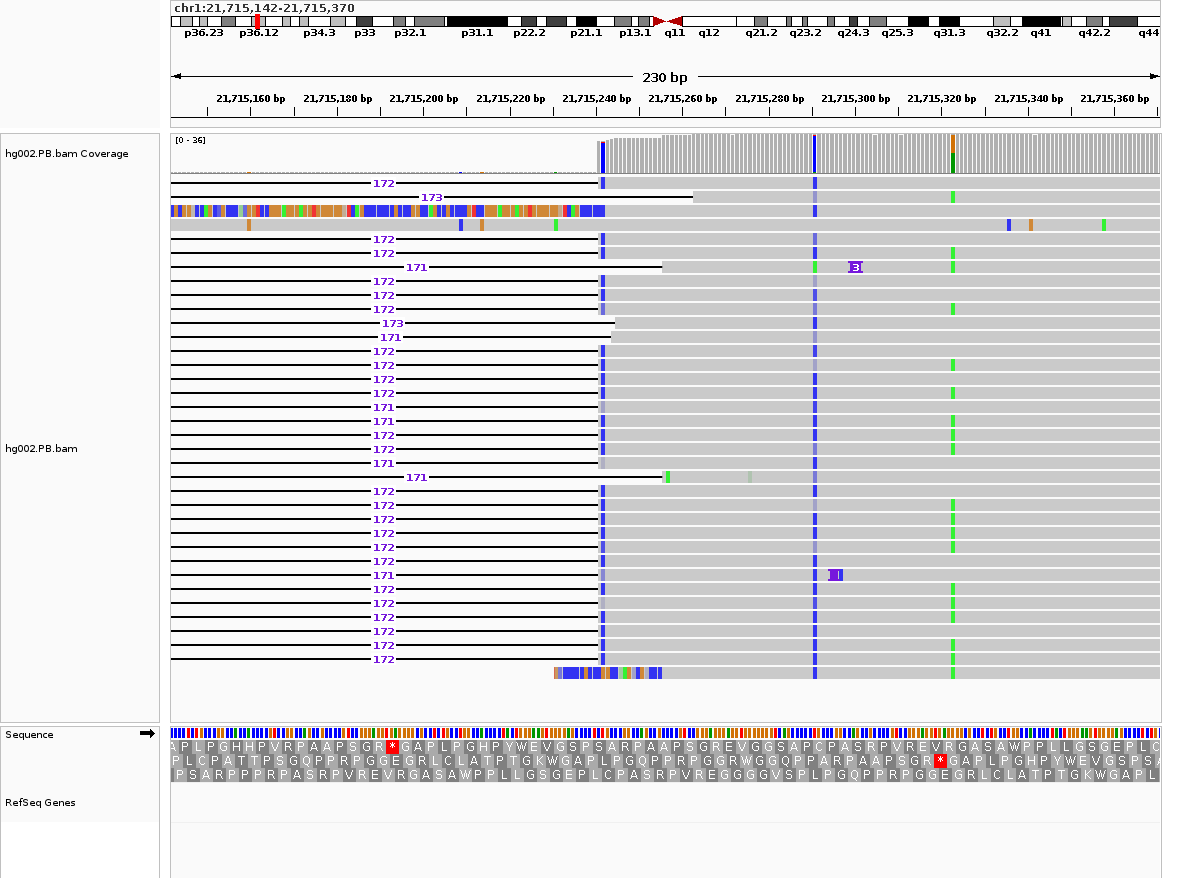 chr1:21,715,142-21,715,370
p36.23 p36.12 p34.3 p33 p32.1 p31.1 p22.2 p21.1 p13.1 q11 q12 q21.2 q23.2 q24.3 q25.3 q31.3 q32.2 q41 q42.2 q44
230 bp
21,715,160 bp 21,715,180 bp 21,715,200 bp 21,715,220 bp 21,715,240 bp 21,715,260 bp 21,715,280 bp 21,715,300 bp 21,715,320 bp 21,715,340 bp 21,715,360 bp
hg002.PB.bam Coverage
[0 - 36]
172
173
172
172
171 3
172
172
172
173
171
172
172
172
172
171
171
172
172
171
171
172
172
172
172
172
172
171
172
172
172
172
172
172
hg002.PB.bam
Sequence
A P L P G H H P V R P A A P S G R * G A P L P G H P Y W E V G S P S A R P A A P S G R E V G G S A P C P A S R P V R E V R G A S A W P P L L G S G E P L C
P L C P A T T P S G Q P P R P G G E G R L C L A T P T G K W G A P L P G Q P P R P G G R W G G Q P P A R P A A P S G R * G A P L P G H P Y W E V G S P S A
P S A R P P P R P A S R P V R E V R G A S A W P P L L G S G E P L C P A S R P V R E G G G G V S P L P G Q P P R P G G E G R L C L A T P T G K W G A P L
RefSeq Genes